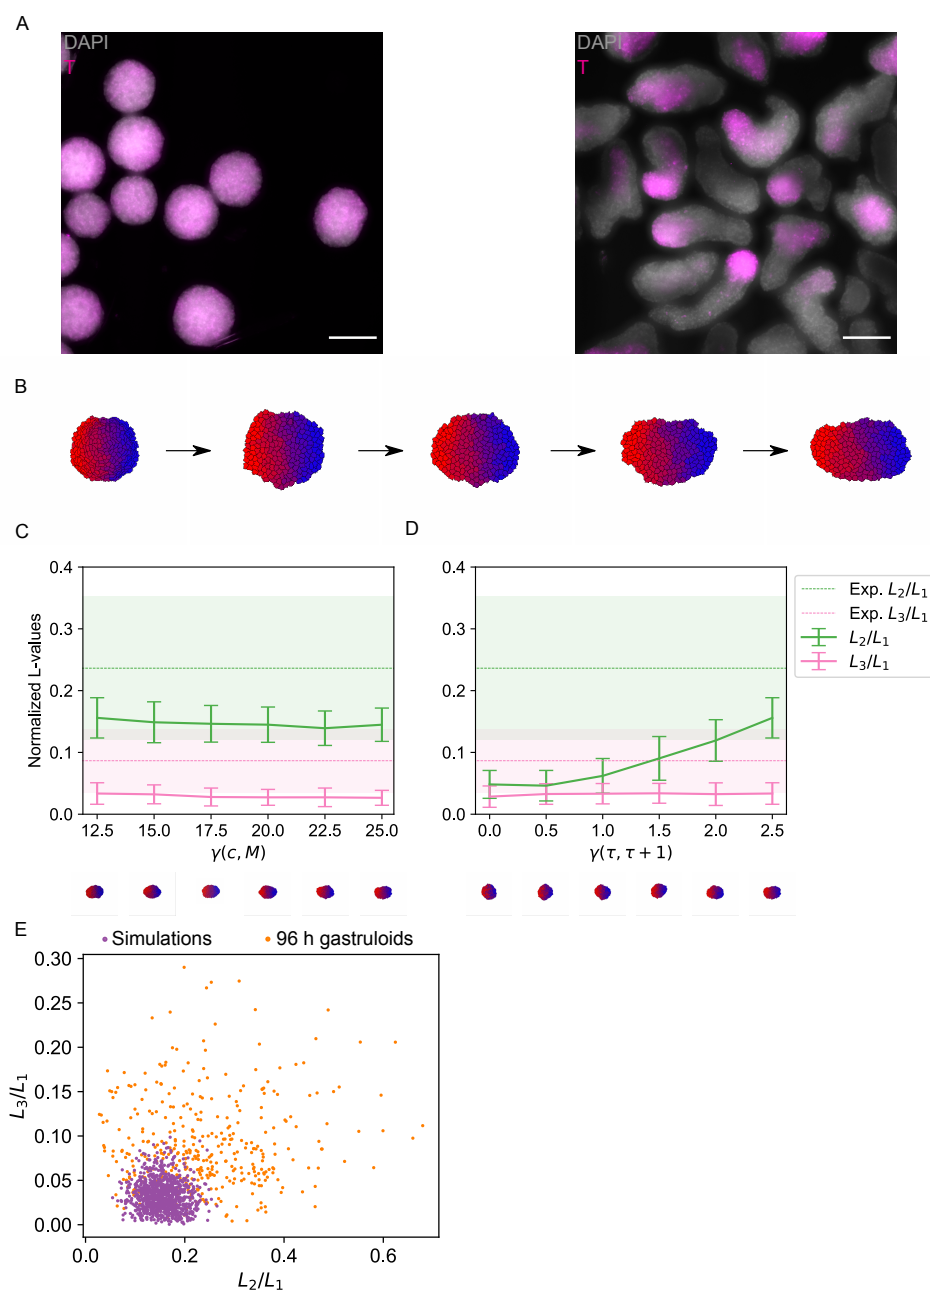 A
DAPI
T
DAPI
T
B
C
D
0.4
0.3
0.2
0.1
0.0
Normalized L-values
12.5 15.0 17.5 20.0 22.5 25.0
γ(c, M)
0.4
0.3
0.2
0.1
0.0
0.0 0.5 1.0 1.5 2.0 2.5
γ(τ, τ + 1)
Exp. L₂/L₁
Exp. L₃/L₁
L₂/L₁
L₃/L₁
E
Simulations
96 h gastruloids
0.30
0.25
0.20
0.15
0.10
0.05
0.00
L₃/L₁
0.0 0.2 0.4 0.6
L₂/L₁